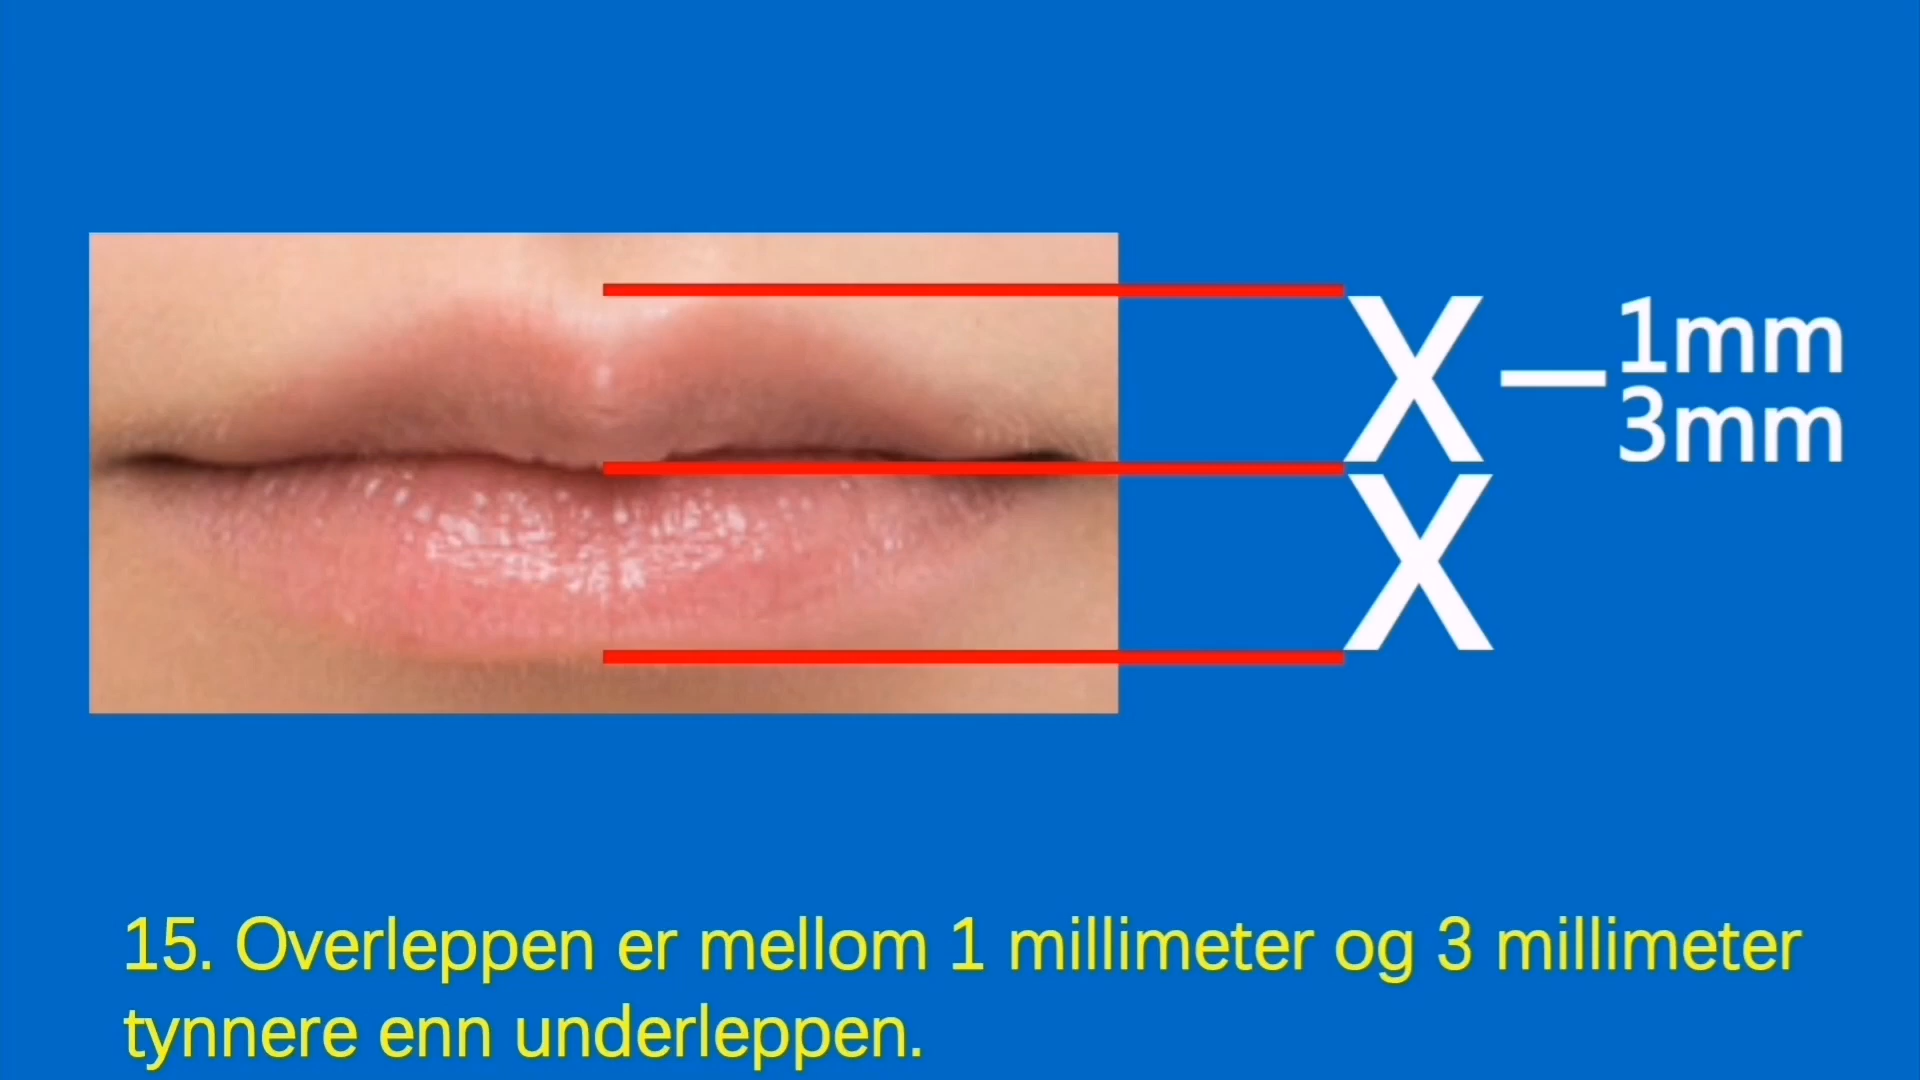 X — 1mm
3mm
X
15. Overleppen er mellom 1 millimeter og 3 millimeter
tynnere enn underleppen.